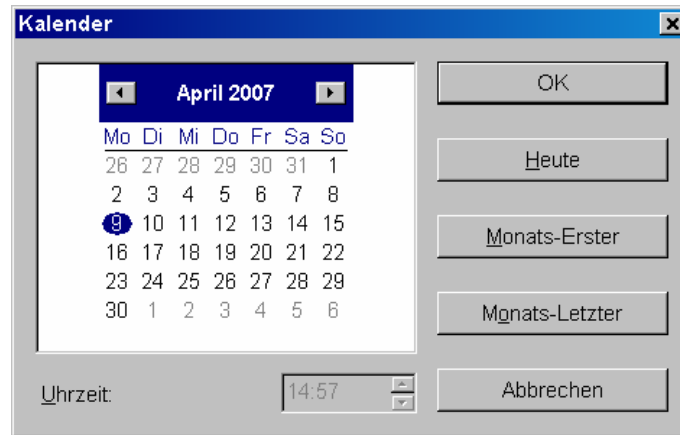 Kalender
April 2007
Mo Di Mi Do Fr Sa So
26 27 28 29 30 31 1
2 3 4 5 6 7 8
9 10 11 12 13 14 15
16 17 18 19 20 21 22
23 24 25 26 27 28 29
30 1 2 3 4 5 6
Uhrzeit: 14:57
OK
Heute
Monats-Erster
Monats-Letzter
Abbrechen